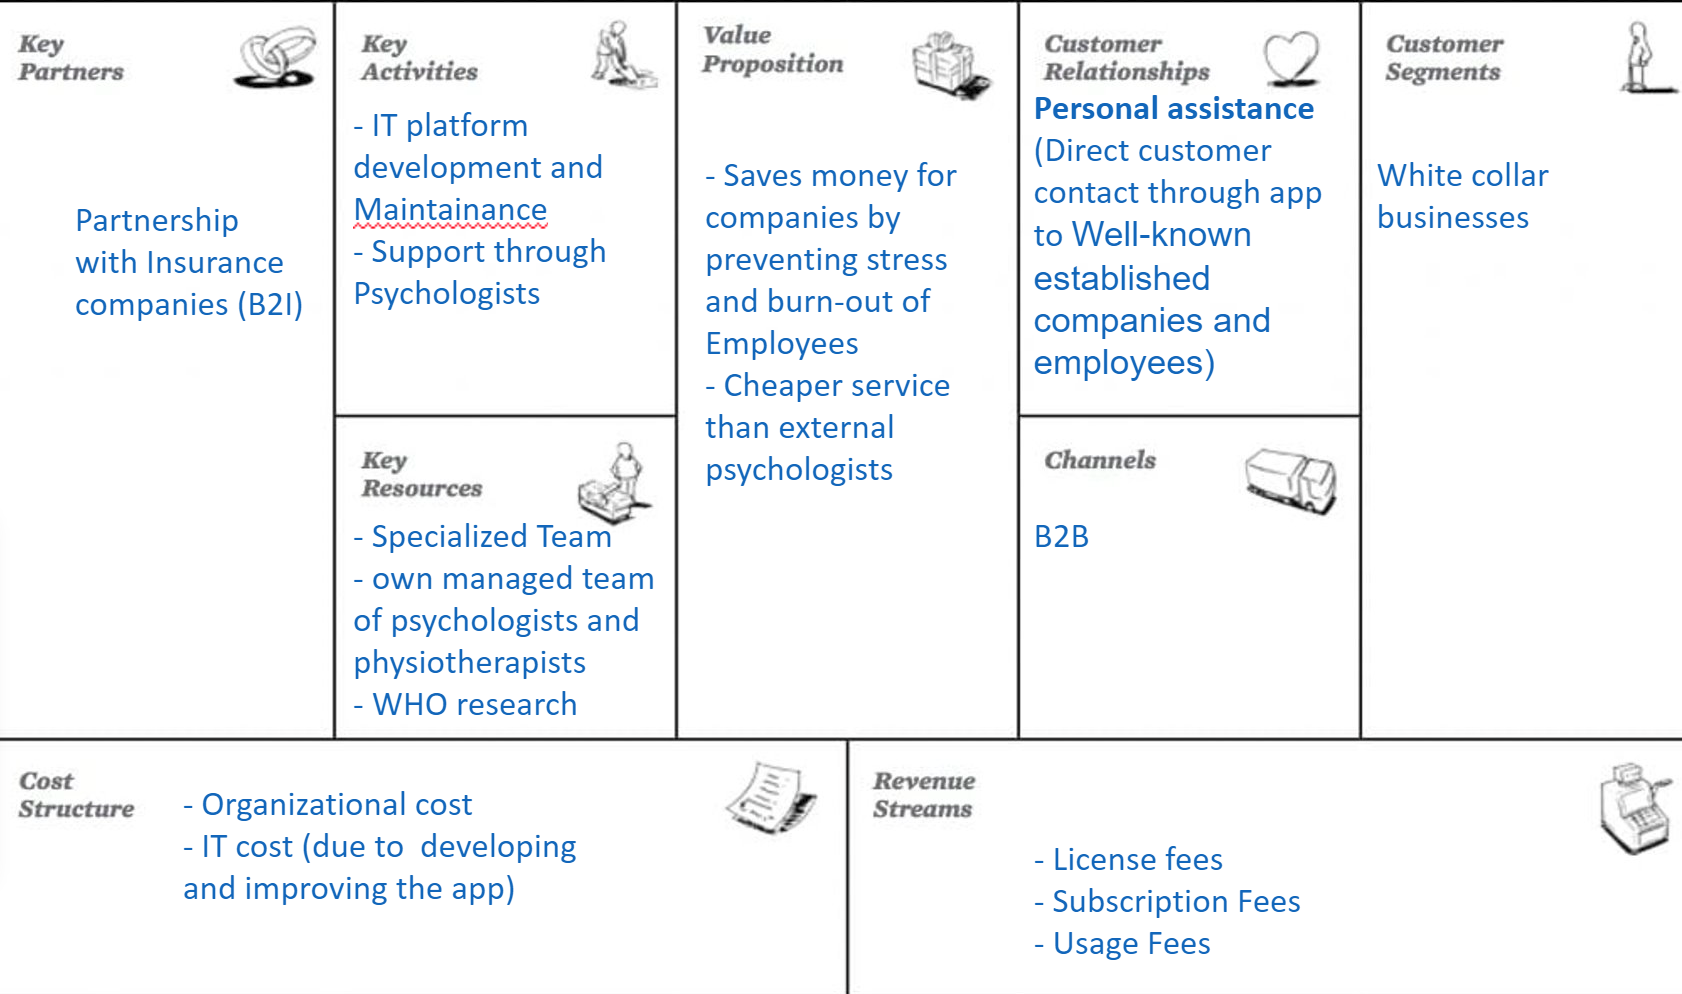 Key
Partners
Partnership
with Insurance
companies (B2I)
Key
Activities
- IT platform
development and
Maintainance
- Support through
Psychologists
Key
Resources
- Specialized Team
- own managed team
of psychologists and
physiotherapists
- WHO research
Value
Proposition
- Saves money for
companies by
preventing stress
and burn-out of
Employees
- Cheaper service
than external
psychologists
Customer
Relationships
Personal assistance
(Direct customer
contact through app
to Well-known
established
companies and
employees)
Channels
B2B
Customer
Segments
White collar
businesses
Cost
Structure
- Organizational cost
- IT cost (due to  developing
and improving the app)
Revenue
Streams
- License fees
- Subscription Fees
- Usage Fees